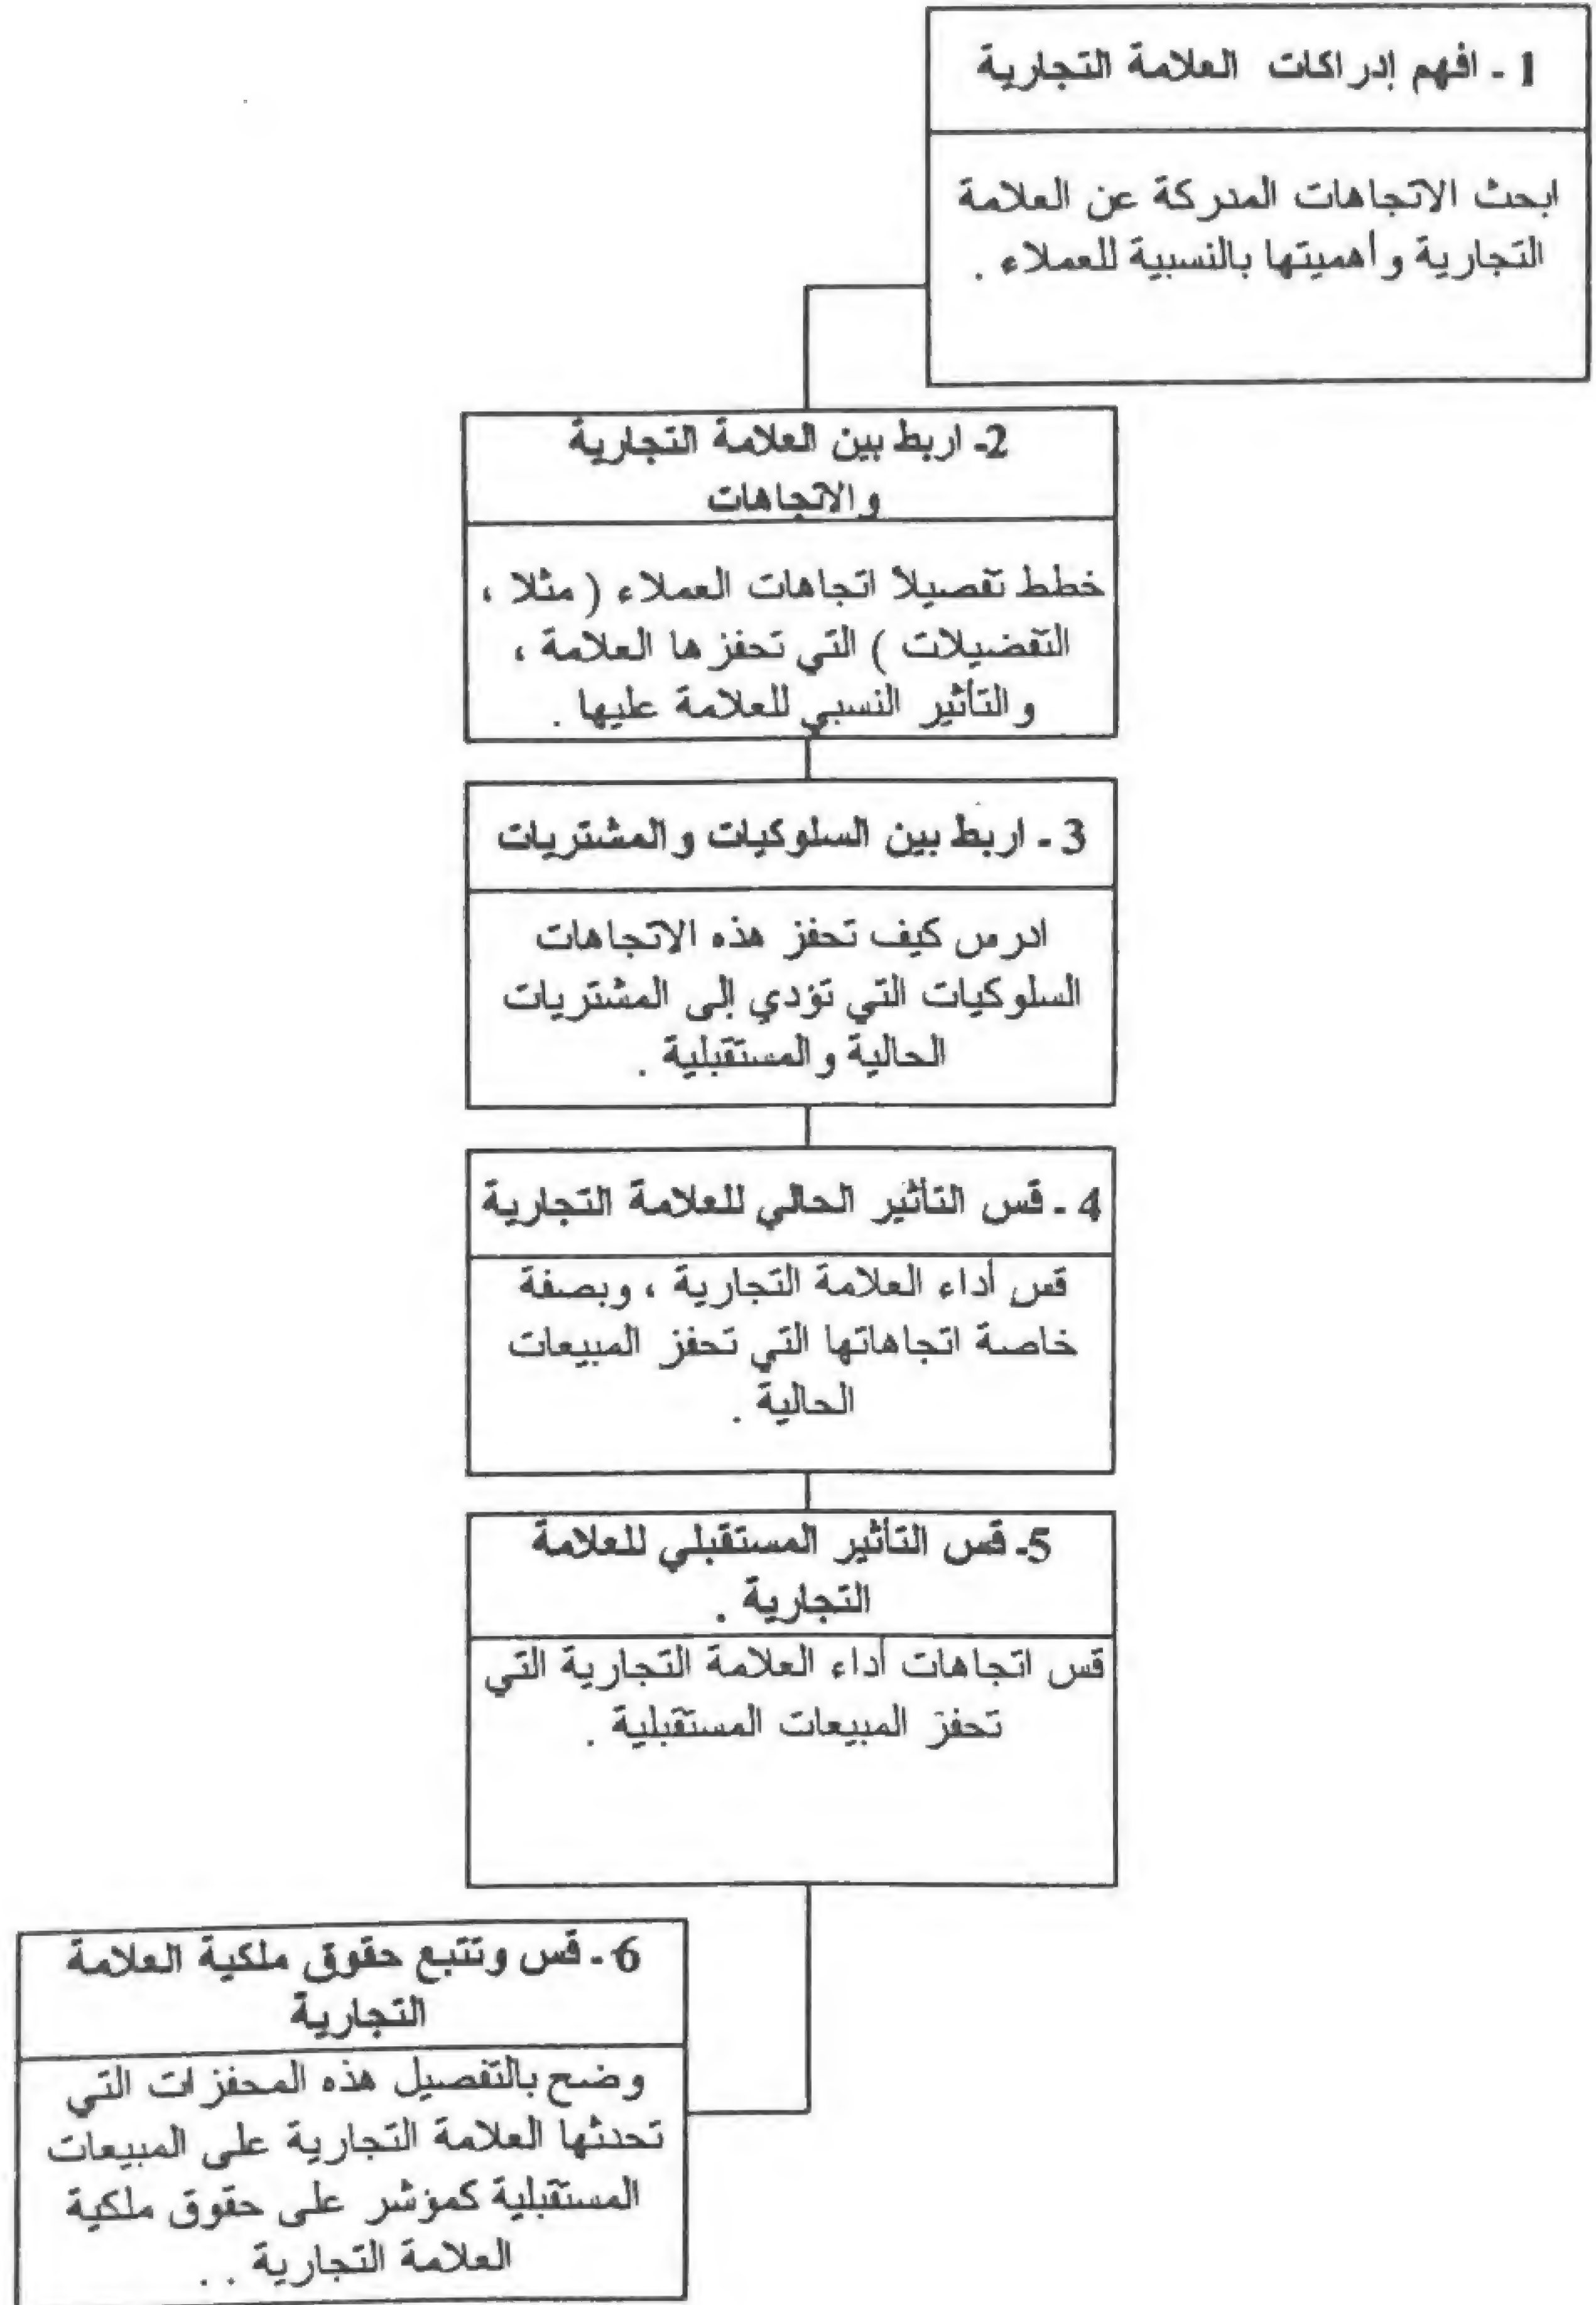 1 - افهم إدراكات العلامة التجارية
ابحث الاتجاهات المدركة عن العلامة
التجارية وأهميتها بالنسبية للعملاء .
2- اربط بين العلامة التجارية
والاتجاهات
خطط تفصيلاً اتجاهات العملاء ( مثلا ،
التفضيلات ) التي تحفزها العلامة ،
والتأثير النسبي للعلامة عليها .
3 - اربط بين السلوكيات والمشتريات
ادرس كيف تحفز هذه الاتجاهات
السلوكيات التي تؤدي إلى المشتريات
الحالية والمستقبلية .
4 - قس التأثير الحالي للعلامة التجارية
قس أداء العلامة التجارية ، وبصفة
خاصة اتجاهاتها التي تحفز المبيعات
الحالية .
5- قس التأثير المستقبلي للعلامة
التجارية .
قس اتجاهات أداء العلامة التجارية التي
تحفز المبيعات المستقبلية .
6 - قس وتتبع حقوق ملكية العلامة
التجارية
وضح بالتفصيل هذه المحفزات التي
تحدثها العلامة التجارية على المبيعات
المستقبلية كمؤشر على حقوق ملكية
العلامة التجارية . .